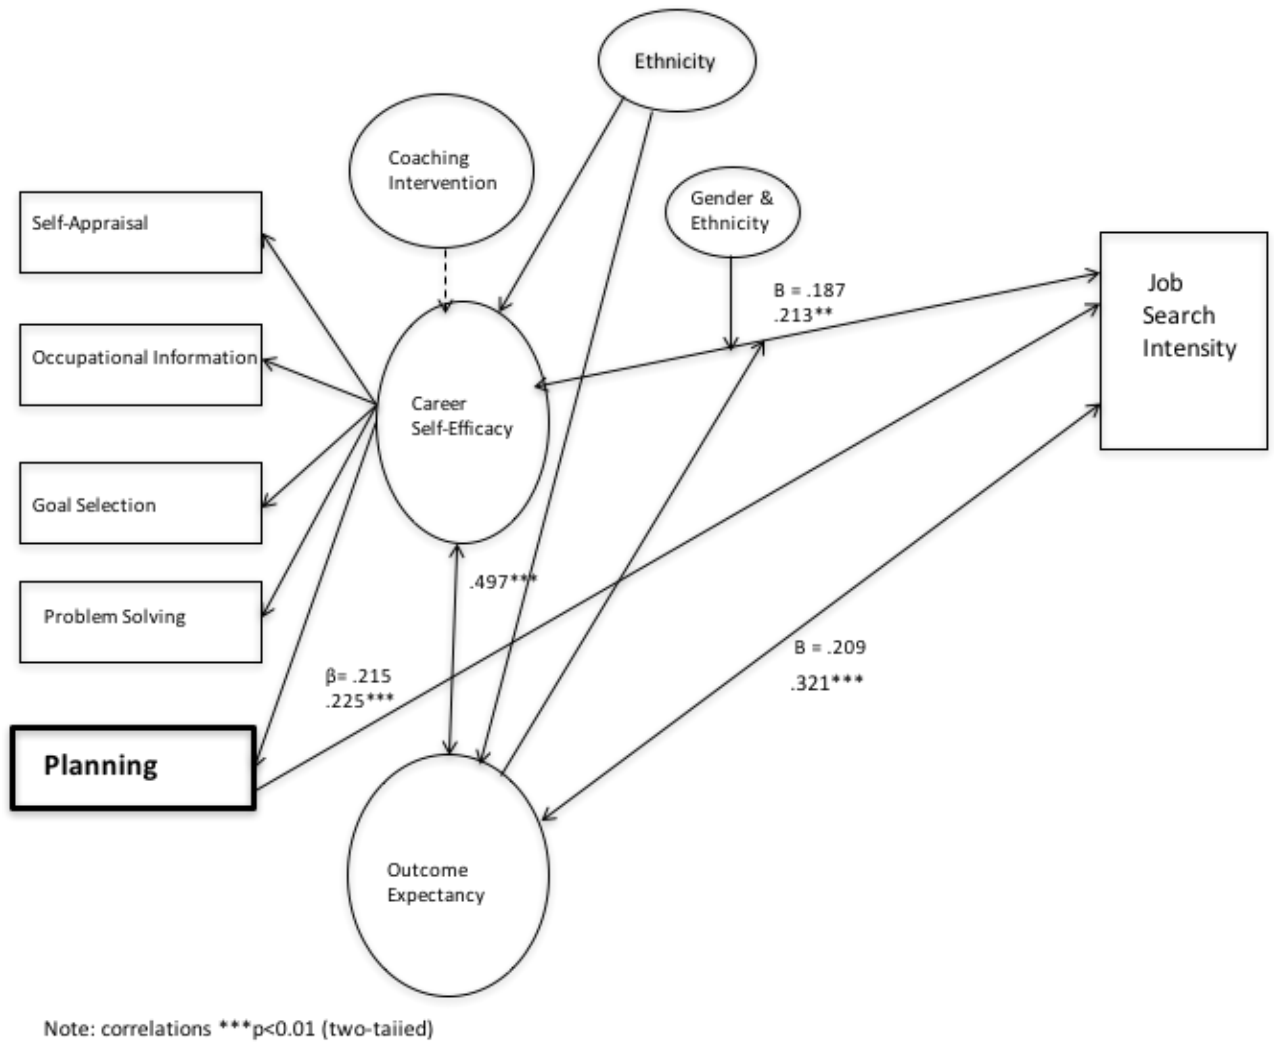 Ethnicity
Coaching
Intervention
Gender &
Ethnicity
Self-Appraisal
B = .187
.213**
Job
Search
Intensity
Occupational Information
Career
Self-Efficacy
Goal Selection
.497***
Problem Solving
B = .209
.321***
β= .215
.225***
Planning
Outcome
Expectancy
Note: correlations ***p<0.01 (two-taiied)